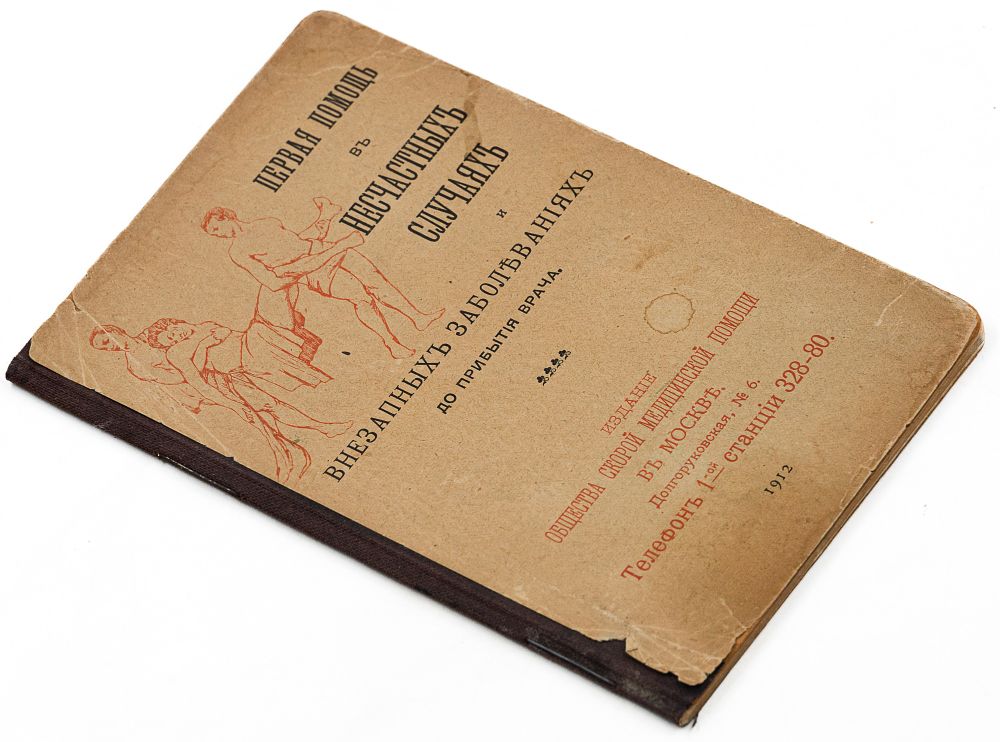 ПЕРВАЯ ПОМОЩЬ
ВЪ
НЕСЧАСТНЫХЪ
СЛУЧАЯХЪ
И
ВНЕЗАПНЫХЪ ЗАБОЛѢВАНІЯХЪ
ДО ПРИБЫТІЯ ВРАЧА.
ИЗДАНІЕ
ОБЩЕСТВА СКОРОЙ МЕДИЦИНСКОЙ ПОМОЩИ
ВЪ МОСКВѢ.
Долгоруковская, № 6.
Телефонъ 1-ой станціи 328-80.
1912